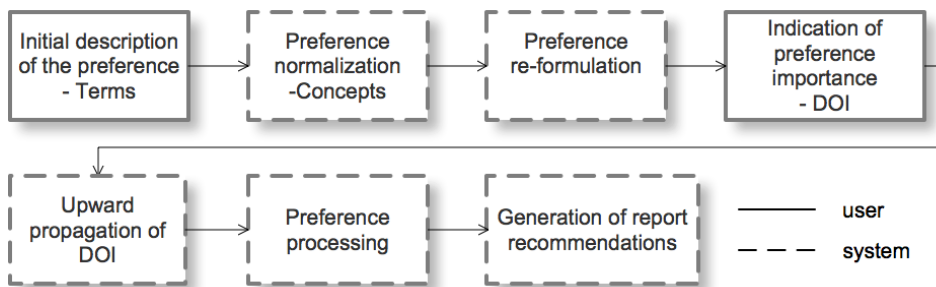 Initial description
of the preference
- Terms
Preference
normalization
-Concepts
Preference
re-formulation
Indication of
preference
importance
- DOI
Upward
propagation of
DOI
Preference
processing
Generation of report
recommendations
user
system